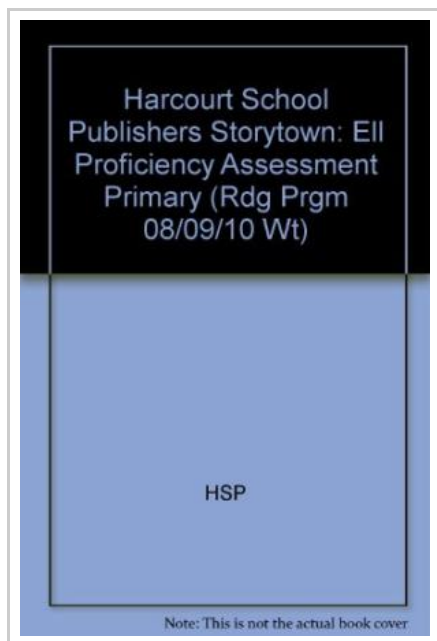 Harcourt School
Publishers Storytown: Ell
Proficiency Assessment
Primary (Rdg Prgm
08/09/10 Wt)
HSP
Note: This is not the actual book cover